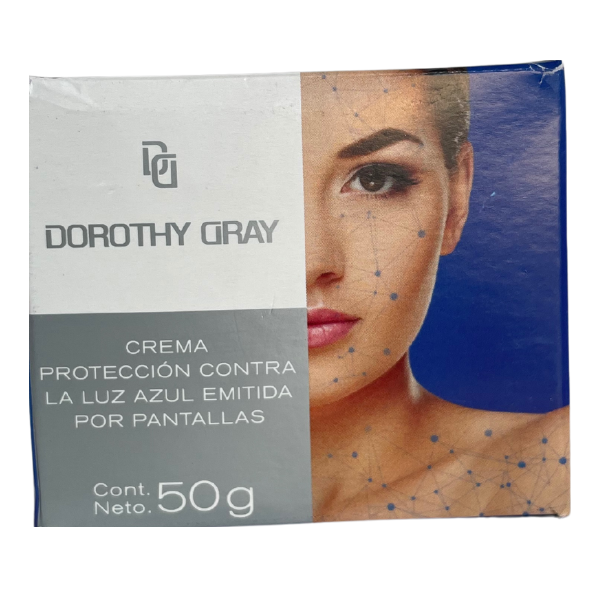 DG
DOROTHY GRAY
CREMA
PROTECCIÓN CONTRA
LA LUZ AZUL EMITIDA
POR PANTALLAS
Cont.
Neto. 50g